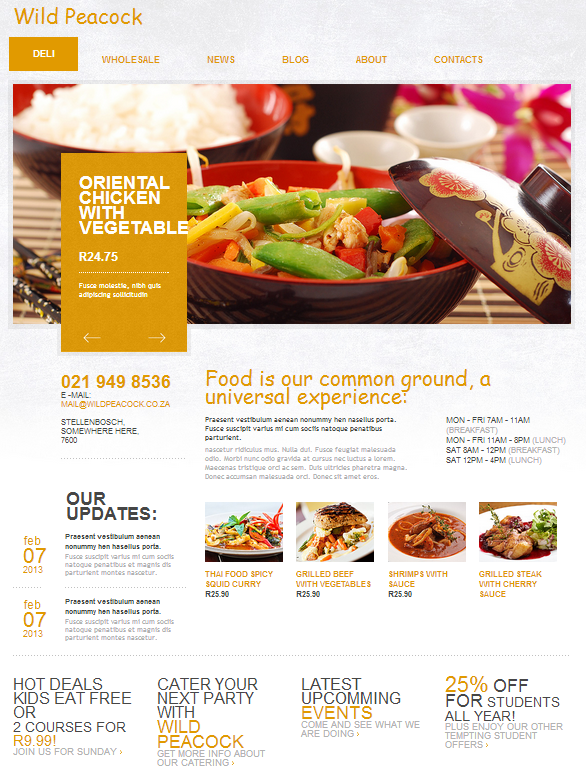 Wild Peacock
DELI
WHOLESALE
NEWS
BLOG
ABOUT
CONTACTS
ORIENTAL
CHICKEN
WITH
VEGETABLE
R24.75
Fusce molestie, nibh quis
adipiscing sollicitudin
021 949 8536
E -MAIL:
MAIL@WILDPEACOCK.CO.ZA
STELLENBOSCH,
SOMEWHERE HERE,
7600
Food is our common ground, a
universal experience:
Praesent vestibulum aenean nonummy hen haselius porta.
Fusce suscipit varius mi cum sociis natoque penatibus
parturient.
nascetur ridiculus mus. Nulla dui. Fusce feugiat malesuada
odio. Morbi nunc odio gravida at cursus nec luctus a lorem.
Maecenas tristique orci ac sem. Duis ultricies pharetra magna.
Donec accumsan malesuada orci. Donec sit amet eros.
MON - FRI 7AM - 11AM
(BREAKFAST)
MON - FRI 11AM - 8PM (LUNCH)
SAT 8AM - 12PM (BREAKFAST)
SAT 12PM - 4PM (LUNCH)
OUR
UPDATES:
feb
07
2013
Praesent vestibulum aenean
nonummy hen haselius porta.
Fusce suscipit varius mi cum sociis
natoque penatibus et magnis dis
parturient montes nascetur.
feb
07
2013
Praesent vestibulum aenean
nonummy hen haselius porta.
Fusce suscipit varius mi cum sociis
natoque penatibus et magnis dis
parturient montes nascetur.
THAI FOOD SPICY
SQUID CURRY
R25.90
GRILLED BEEF
WITH VEGETABLES
R25.90
SHRIMPS WITH
SAUCE
R25.90
GRILLED STEAK
WITH CHERRY
SAUCE
HOT DEALS
KIDS EAT FREE
OR
2 COURSES FOR
R9.99!
JOIN US FOR SUNDAY ›
CATER YOUR
NEXT PARTY
WITH
WILD
PEACOCK
GET MORE INFO ABOUT
OUR CATERING ›
LATEST
UPCOMMING
EVENTS
COME AND SEE WHAT WE
ARE DOING ›
25% OFF
FOR STUDENTS
ALL YEAR!
PLUS ENJOY OUR OTHER
TEMPTING STUDENT
OFFERS ›